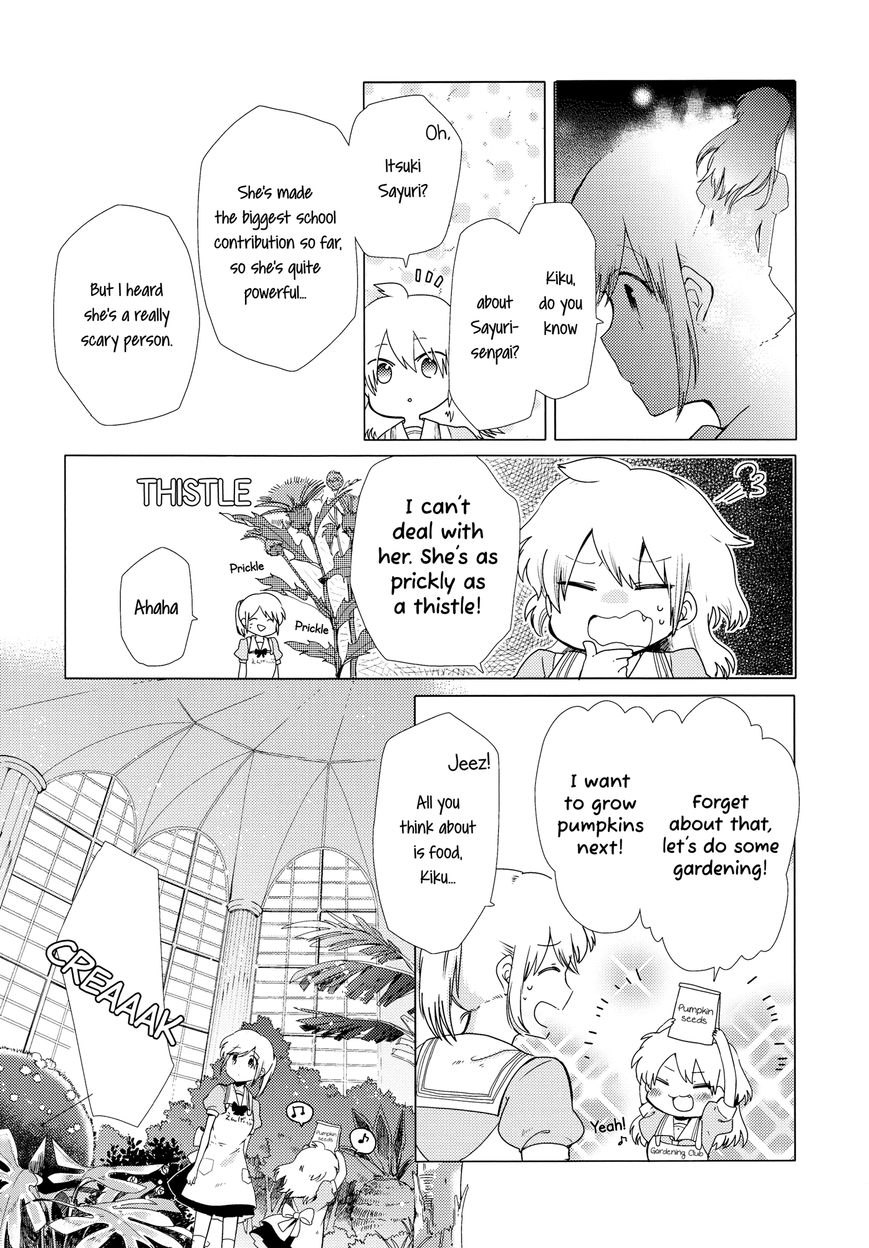 Kiku,
do you
know
about
Sayuri-
senpai?
Oh,
Itsuki
Sayuri?
She's made
the biggest school
contribution so far,
so she's quite
powerful...
But I heard
she's a really
scary person.
I can't
deal with
her. She's as
prickly as
a thistle!
THISTLE
Prickle
Prickle
Ahaha
Forget
about that,
let's do some
gardening!
I want
to grow
pumpkins
next!
Pumpkin
seeds
Yeah!
Gardening Club
Jeez!
All you
think about
is food,
Kiku...
CREAAAK
Pumpkin
seeds